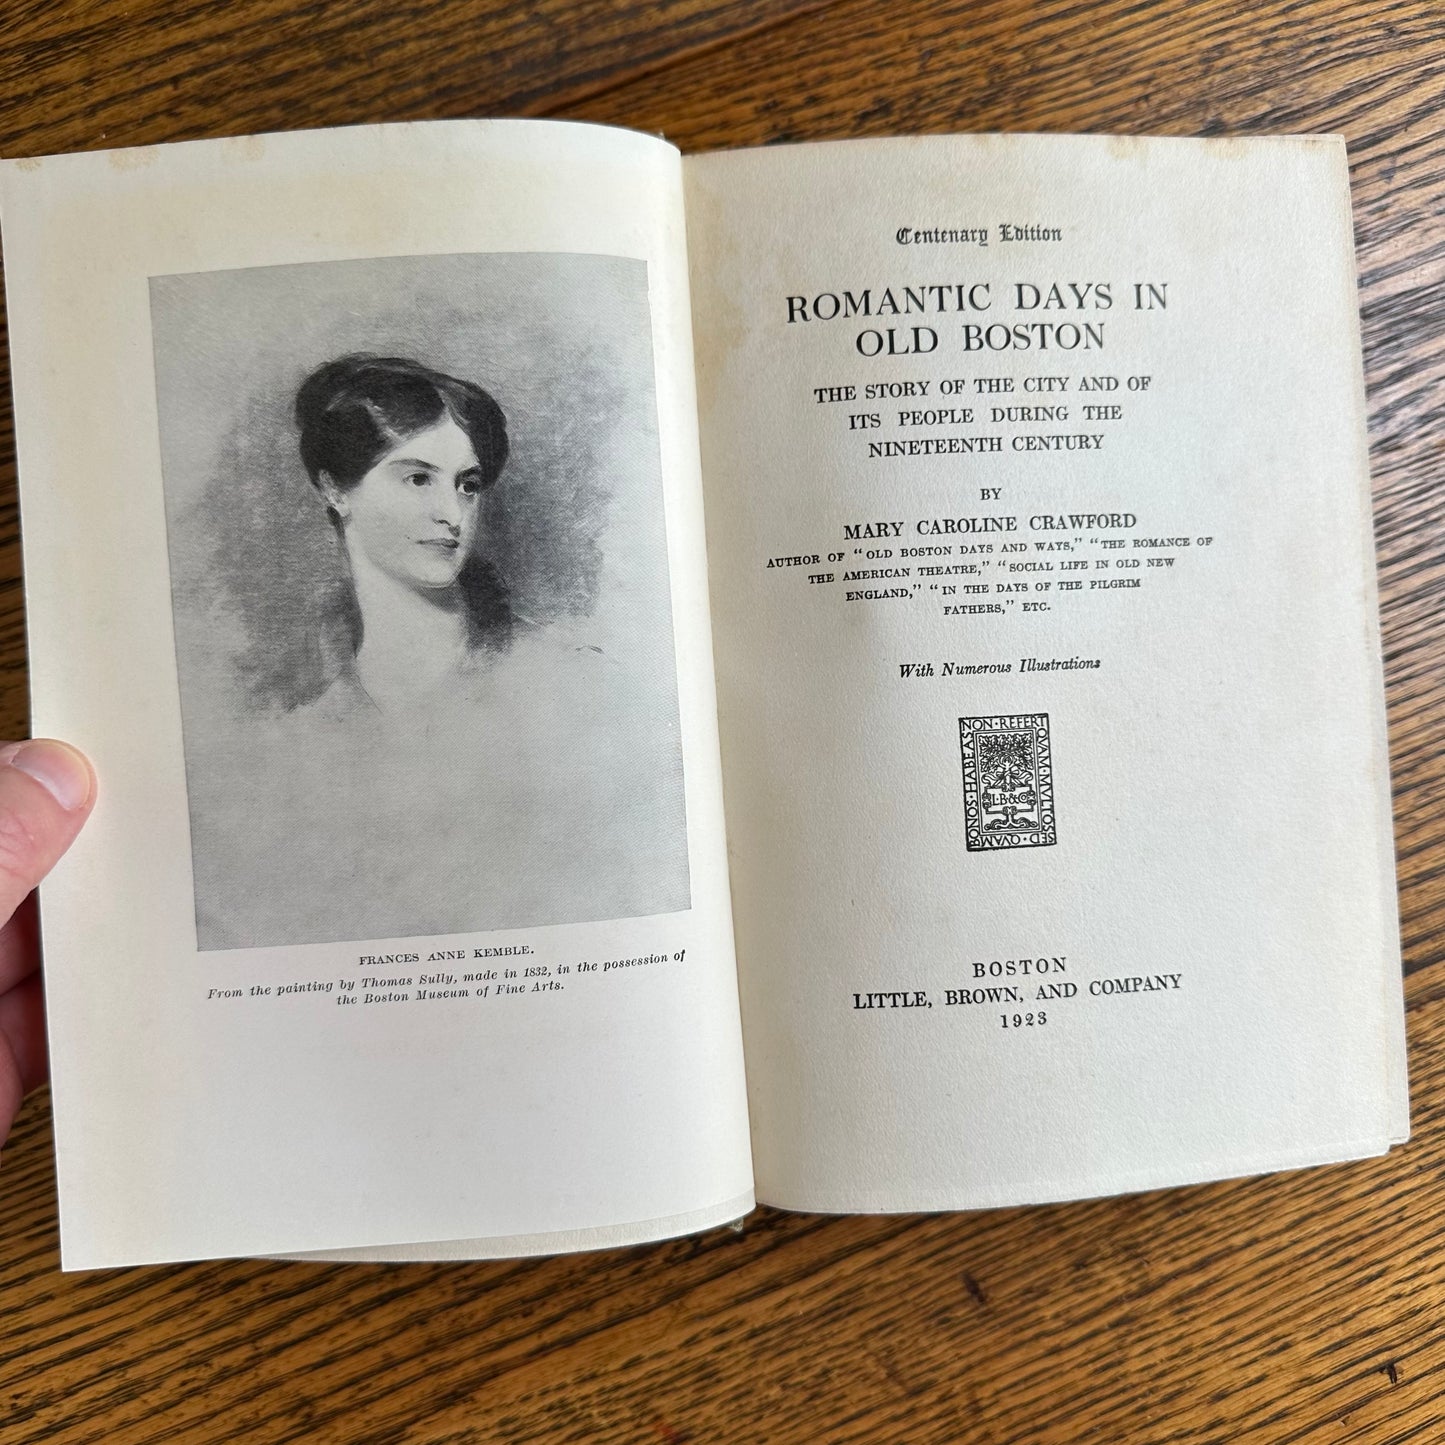 FRANCES ANNE KEMBLE.
From the painting by Thomas Sully, made in 1832, in the possession of
the Boston Museum of Fine Arts.
Centenary Edition
ROMANTIC DAYS IN
OLD BOSTON
THE STORY OF THE CITY AND OF
ITS PEOPLE DURING THE
NINETEENTH CENTURY
BY
MARY CAROLINE CRAWFORD
AUTHOR OF "OLD BOSTON DAYS AND WAYS," "THE ROMANCE OF
THE AMERICAN THEATRE," "SOCIAL LIFE IN OLD NEW
ENGLAND," "IN THE DAYS OF THE PILGRIM
FATHERS," ETC.
With Numerous Illustrations
NON·REFERT
QVAM·MVLTOS
SED·QVAM
BONOS·HABEAS
L·B·&Co
BOSTON
LITTLE, BROWN, AND COMPANY
1923